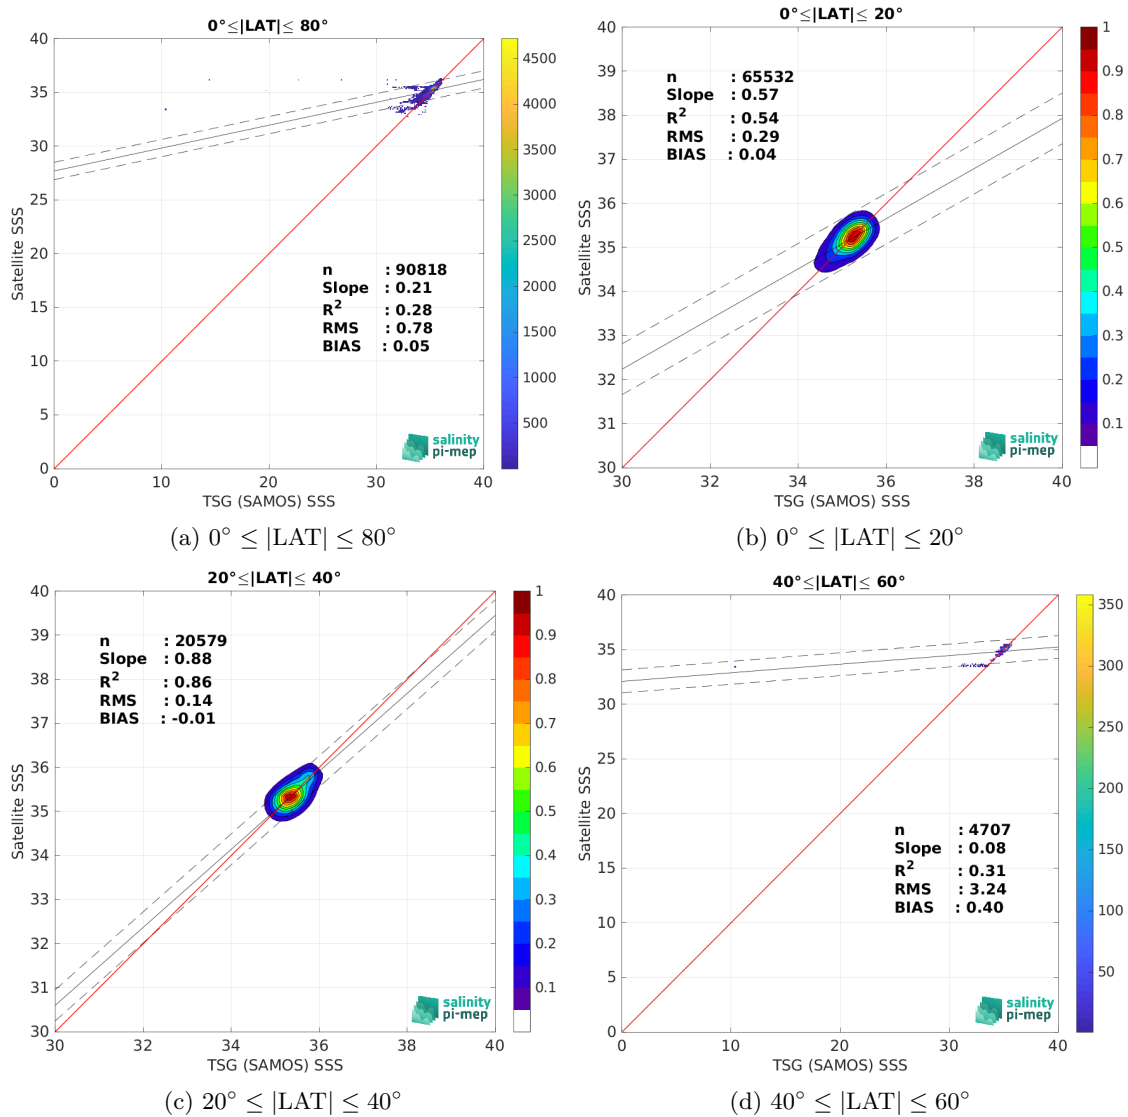 0°≤|LAT|≤ 80°
40
35
30
25
20
15
10
5
0
0
10
20
30
40
Satellite SSS
TSG (SAMOS) SSS
n : 90818
Slope : 0.21
R² : 0.28
RMS : 0.78
BIAS : 0.05
salinity
pi-mep
4500
4000
3500
3000
2500
2000
1500
1000
500
(a) 0° ≤ |LAT| ≤ 80°
0°≤|LAT|≤ 20°
40
39
38
37
36
35
34
33
32
31
30
30
32
34
36
38
40
Satellite SSS
TSG (SAMOS) SSS
n : 65532
Slope : 0.57
R² : 0.54
RMS : 0.29
BIAS : 0.04
salinity
pi-mep
1
0.9
0.8
0.7
0.6
0.5
0.4
0.3
0.2
0.1
(b) 0° ≤ |LAT| ≤ 20°
20°≤|LAT|≤ 40°
40
39
38
37
36
35
34
33
32
31
30
30
32
34
36
38
40
Satellite SSS
TSG (SAMOS) SSS
n : 20579
Slope : 0.88
R² : 0.86
RMS : 0.14
BIAS : -0.01
salinity
pi-mep
1
0.9
0.8
0.7
0.6
0.5
0.4
0.3
0.2
0.1
(c) 20° ≤ |LAT| ≤ 40°
40°≤|LAT|≤ 60°
40
35
30
25
20
15
10
5
0
0
10
20
30
40
Satellite SSS
TSG (SAMOS) SSS
n : 4707
Slope : 0.08
R² : 0.31
RMS : 3.24
BIAS : 0.40
salinity
pi-mep
350
300
250
200
150
100
50
(d) 40° ≤ |LAT| ≤ 60°